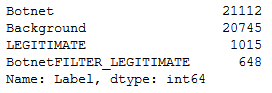 Botnet 21112
Background 20745
LEGITIMATE 1015
BotnetFILTER_LEGITIMATE 648
Name: Label, dtype: int64